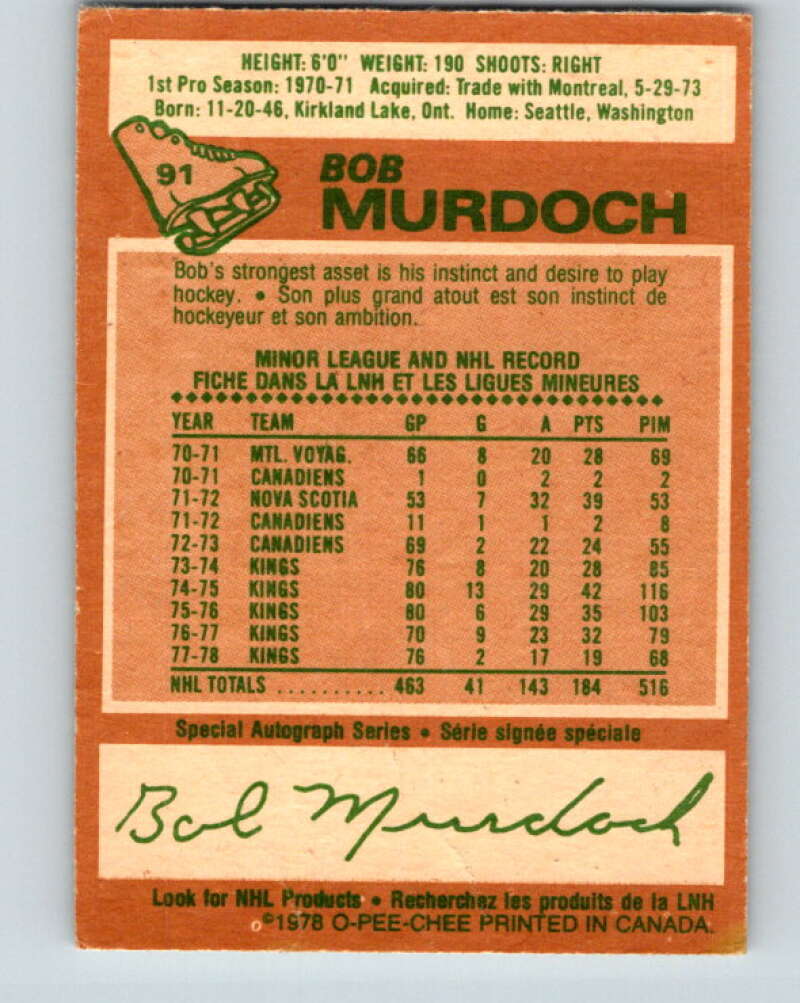 HEIGHT: 6'0" WEIGHT: 190 SHOOTS: RIGHT
1st Pro Season: 1970-71 Acquired: Trade with Montreal, 5-29-73
Born: 11-20-46, Kirkland Lake, Ont. Home: Seattle, Washington
91
BOB
MURDOCH
Bob's strongest asset is his instinct and desire to play
hockey. • Son plus grand atout est son instinct de
hockeyeur et son ambition.
MINOR LEAGUE AND NHL RECORD
FICHE DANS LA LNH ET LES LIGUES MINEURES
YEAR TEAM GP G A PTS PIM
70-71 MTL. VOYAG. 66 8 20 28 69
70-71 CANADIENS 1 0 2 2 2
71-72 NOVA SCOTIA 53 7 32 39 53
71-72 CANADIENS 11 1 1 2 8
72-73 CANADIENS 69 2 22 24 55
73-74 KINGS 76 8 20 28 85
74-75 KINGS 80 13 29 42 116
75-76 KINGS 80 6 29 35 103
76-77 KINGS 70 9 23 32 79
77-78 KINGS 76 2 17 19 68
NHL TOTALS .......... 463 41 143 184 516
Special Autograph Series • Série signée spéciale
Bob Murdoch
Look for NHL Products • Recherchez les produits de la LNH
©1978 O-PEE-CHEE PRINTED IN CANADA.